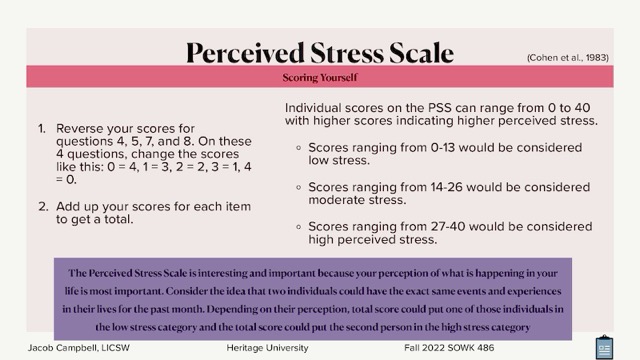 Perceived Stress Scale
(Cohen et al., 1983)
Scoring Yourself
1. Reverse your scores for
questions 4, 5, 7, and 8. On these
4 questions, change the scores
like this: 0 = 4, 1 = 3, 2 = 2, 3 = 1, 4
= 0.
2. Add up your scores for each item
to get a total.
Individual scores on the PSS can range from 0 to 40
with higher scores indicating higher perceived stress.
◦ Scores ranging from 0-13 would be considered
low stress.
◦ Scores ranging from 14-26 would be considered
moderate stress.
◦ Scores ranging from 27-40 would be considered
high perceived stress.
The Perceived Stress Scale is interesting and important because your perception of what is happening in your
life is most important. Consider the idea that two individuals could have the exact same events and experiences
in their lives for the past month. Depending on their perception, total score could put one of those individuals in
the low stress category and the total score could put the second person in the high stress category
Jacob Campbell, LICSW
Heritage University
Fall 2022 SOWK 486